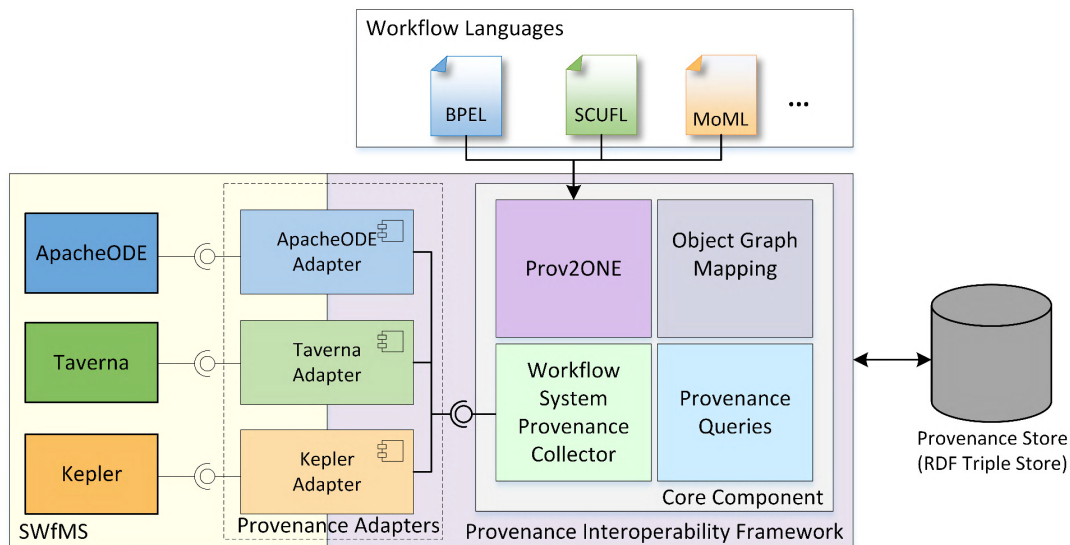 Workflow Languages
BPEL
SCUFL
MoML
...
ApacheODE
ApacheODE
Adapter
Prov2ONE
Object Graph
Mapping
Taverna
Taverna
Adapter
Workflow
System
Provenance
Collector
Provenance
Queries
Kepler
Kepler
Adapter
Provenance Store
(RDF Triple Store)
Core Component
SWfMS
Provenance Adapters
Provenance Interoperability Framework